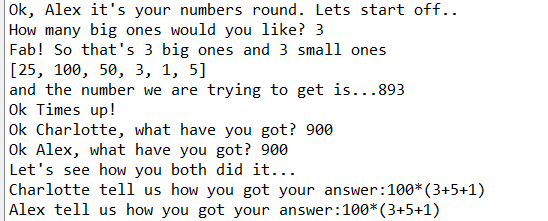 Ok, Alex it's your numbers round. Lets start off..
How many big ones would you like? 3
Fab! So that's 3 big ones and 3 small ones
[25, 100, 50, 3, 1, 5]
and the number we are trying to get is...893
Ok Times up!
Ok Charlotte, what have you got? 900
Ok Alex, what have you got? 900
Let's see how you both did it...
Charlotte tell us how you got your answer:100*(3+5+1)
Alex tell us how you got your answer:100*(3+5+1)